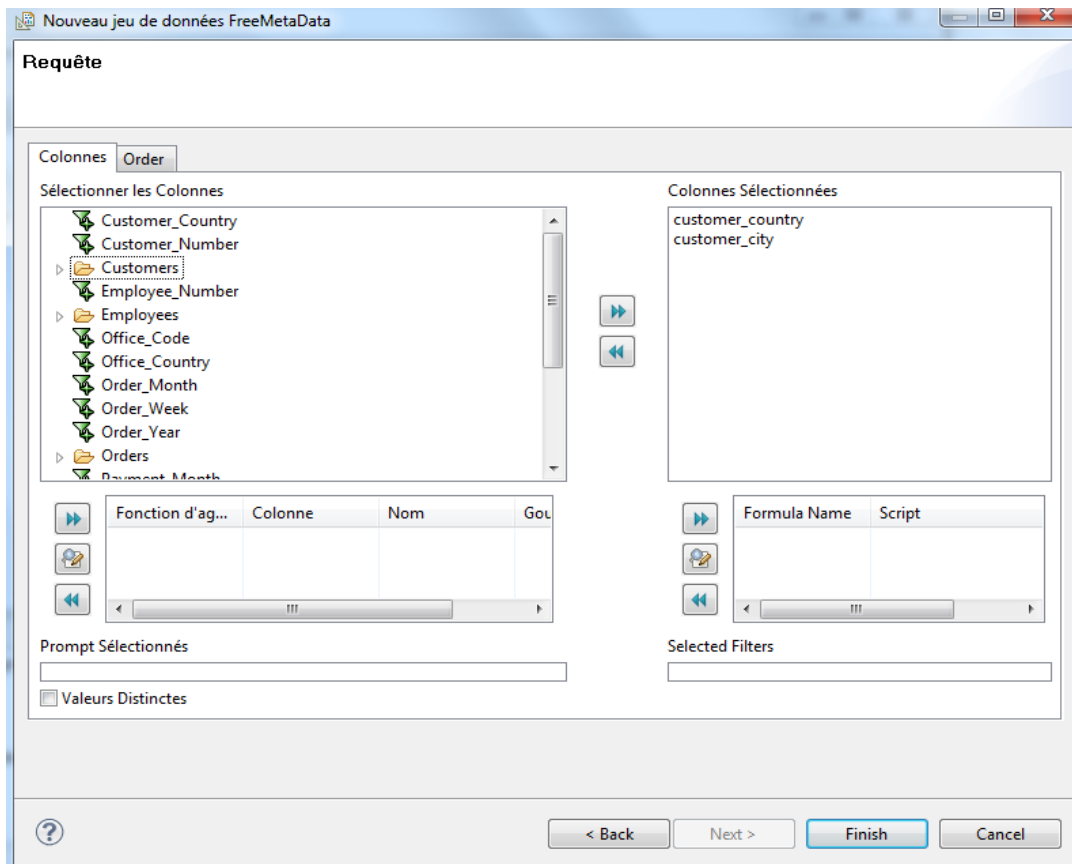 Nouveau jeu de données FreeMetaData
Requête
Colonnes Order
Sélectionner les Colonnes
Customer_Country
Customer_Number
Customers
Employee_Number
Employees
Office_Code
Office_Country
Order_Month
Order_Week
Order_Year
Orders
Payment_Month
Colonnes Sélectionnées
customer_country
customer_city
Fonction d'ag... Colonne Nom Gou
Formula Name Script
Prompt Sélectionnés
Selected Filters
Valeurs Distinctes
< Back Next > Finish Cancel